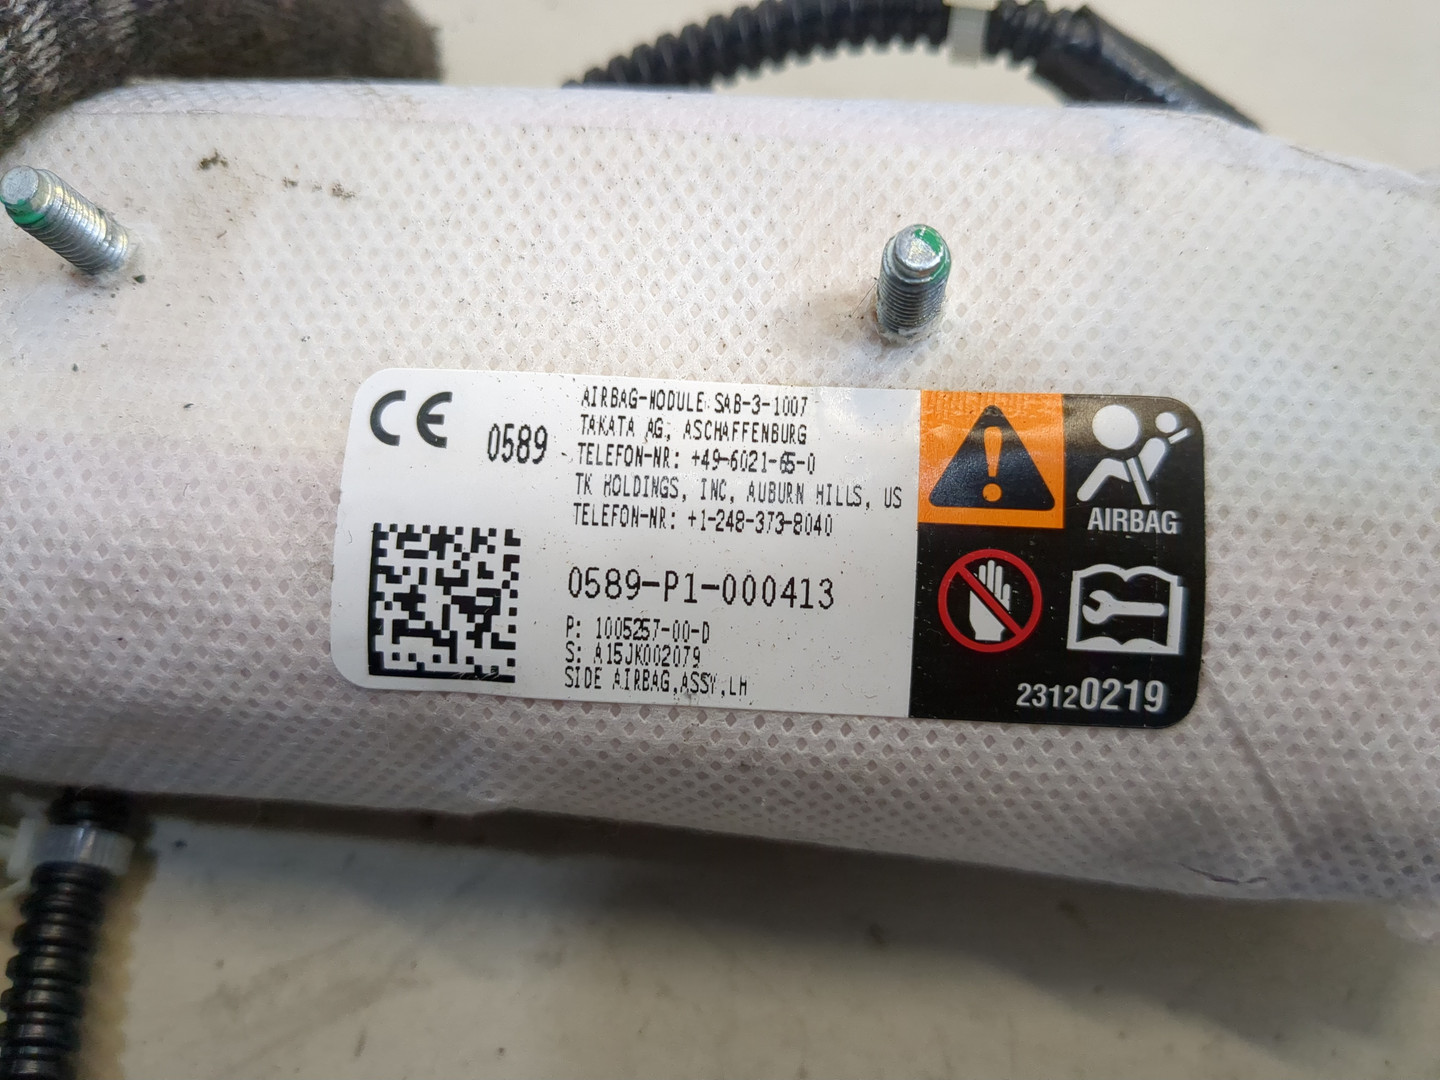 CE 0589
AIRBAG-MODULE SAB-3-1007
TAKATA AG, ASCHAFFENBURG
TELEFON-NR: +49-6021-65-0
TK HOLDINGS, INC, AUBURN HILLS, US
TELEFON-NR: +1-248-373-8040
0589-P1-000413
P: 1005257-00-D
S: A15JK002079
SIDE AIRBAG,ASSY,LH
AIRBAG
23120219